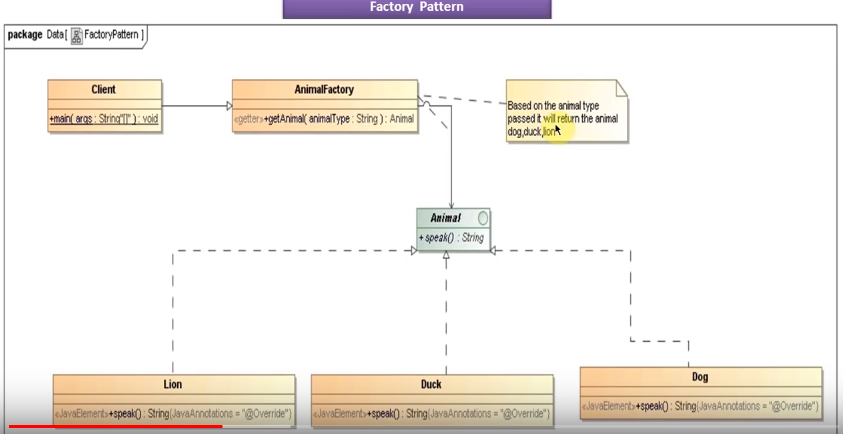 Factory Pattern
package Data[ FactoryPattern ]
Client
+main( args : String"[]" ) : void
AnimalFactory
«getter»+getAnimal( animalType : String ) : Animal
Based on the animal type
passed it will return the animal
dog,duck,lion
Animal
+ speak() : String
Lion
«JavaElement»+speak() : String{JavaAnnotations = "@Override"}
Duck
«JavaElement»+speak() : String{JavaAnnotations = "@Override"}
Dog
«JavaElement»+speak() : String{JavaAnnotations = "@Override"}